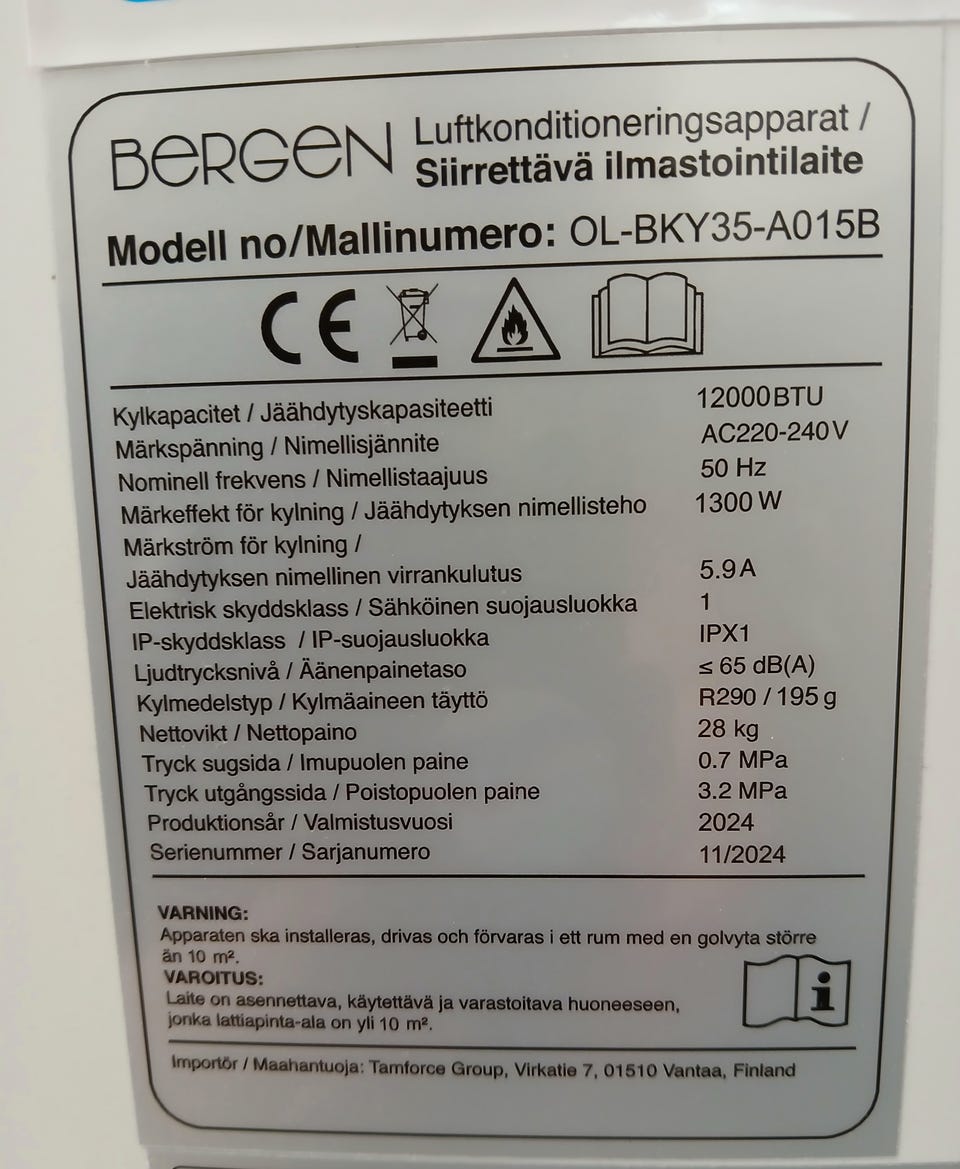 BERGEN
Luftkonditioneringsapparat /
Siirrettävä ilmastointilaite
Modell no/Mallinumero: OL-BKY35-A015B
CE
Kylkapacitet / Jäähdytyskapasiteetti 12000BTU
Märkspänning / Nimellisjännite AC220-240V
Nominell frekvens / Nimellistaajuus 50 Hz
Märkeffekt för kylning / Jäähdytyksen nimellisteho 1300 W
Märkström för kylning /
Jäähdytyksen nimellinen virrankulutus 5.9 A
Elektrisk skyddsklass / Sähköinen suojausluokka 1
IP-skyddsklass / IP-suojausluokka IPX1
Ljudtrycksnivå / Äänenpainetaso ≤ 65 dB(A)
Kylmedelstyp / Kylmäaineen täyttö R290 / 195 g
Nettovikt / Nettopaino 28 kg
Tryck sugsida / Imupuolen paine 0.7 MPa
Tryck utgångssida / Poistopuolen paine 3.2 MPa
Produktionsår / Valmistusvuosi 2024
Serienummer / Sarjanumero 11/2024
VARNING:
Apparaten ska installeras, drivas och förvaras i ett rum med en golvyta större
än 10 m².
VAROITUS:
Laite on asennettava, käytettävä ja varastoitava huoneeseen,
jonka lattiapinta-ala on yli 10 m².
Importör / Maahantuoja: Tamforce Group, Virkatie 7, 01510 Vantaa, Finland